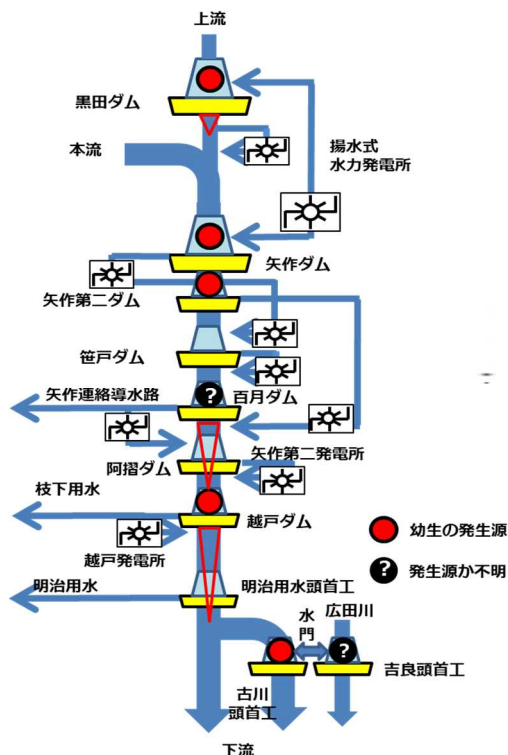 上流
黒田ダム
本流
揚水式
水力発電所
矢作ダム
矢作第二ダム
笹戸ダム
矢作連絡導水路
?
百月ダム
矢作第二発電所
阿摺ダム
枝下用水
越戸ダム
幼生の発生源
越戸発電所
?
発生源が不明
明治用水
明治用水頭首工
水
門
広田川
?
古川
頭首工
吉良頭首工
下流